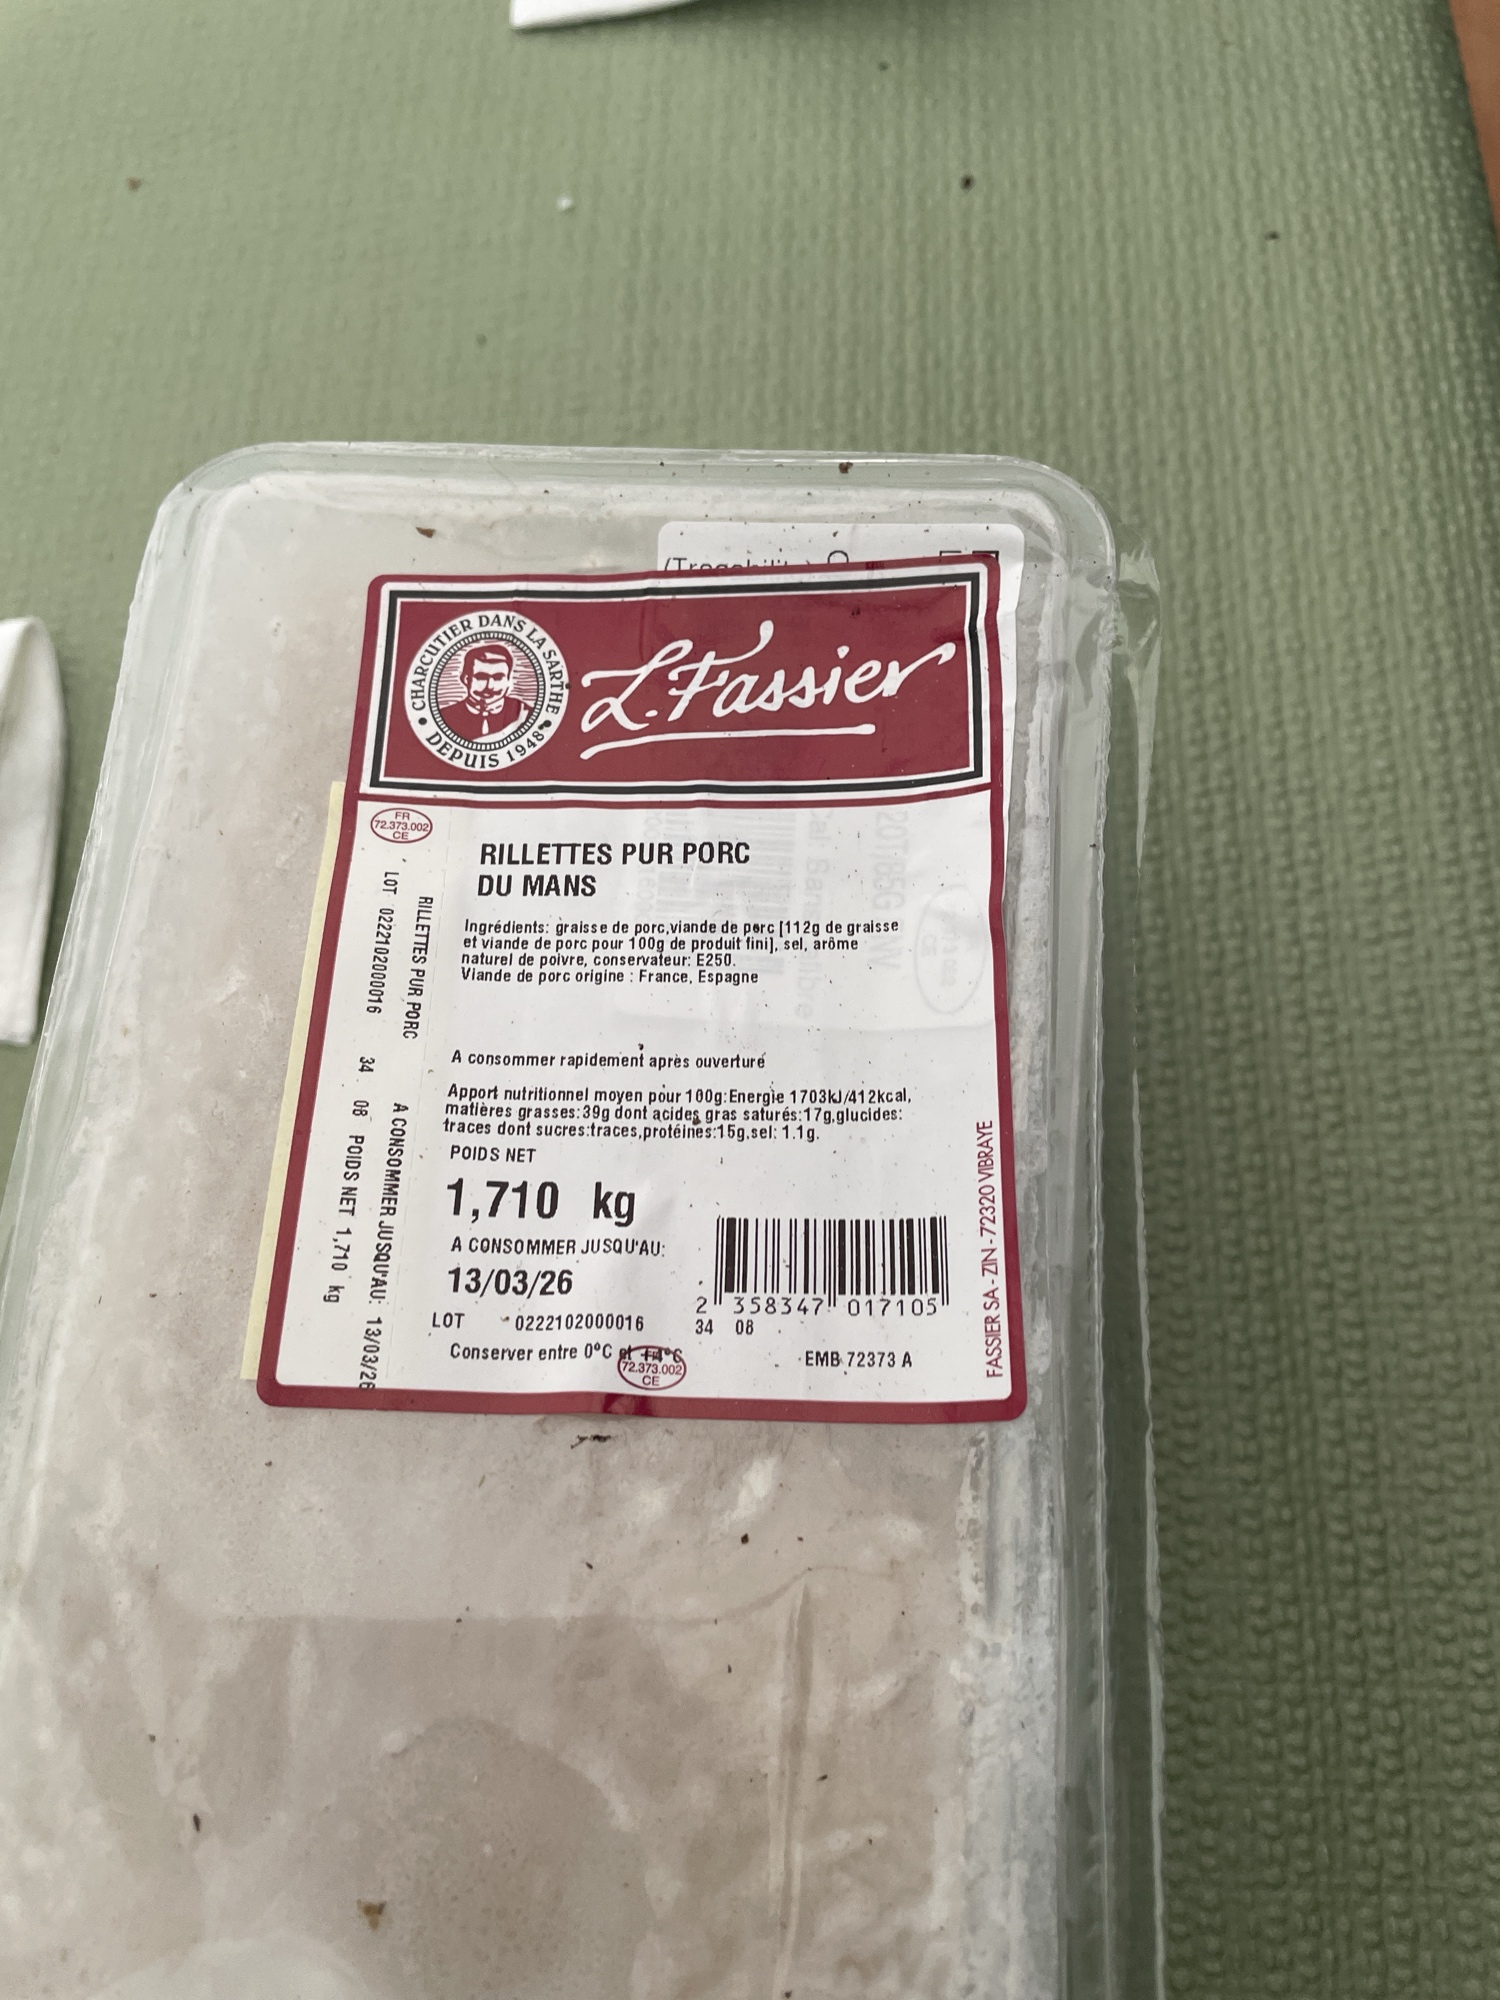 (Traçabilité)
CHARCUTIER DANS LA SARTHE
DEPUIS 1948
L. Fassier
FR
72.373.002
CE
RILLETTES PUR PORC
DU MANS
Ingrédients: graisse de porc,viande de porc [112g de graisse
et viande de porc pour 100g de produit fini], sel, arôme
naturel de poivre, conservateur: E250.
Viande de porc origine : France, Espagne
A consommer rapidement après ouverture
Apport nutritionnel moyen pour 100g:Energie 1703kJ/412kcal,
matières grasses:39g dont acides gras saturés:17g,glucides:
traces dont sucres:traces,protéines:15g,sel: 1.1g.
POIDS NET
1,710 kg
A CONSOMMER JUSQU'AU:
13/03/26
LOT 0222102000016
Conserver entre 0°C et +4°C
2 358347 017105
34 08
EMB 72373 A
72.373.002
CE
RILLETTES PUR PORC A CONSOMMER JUSQU'AU: 13/03/26
LOT 0222102000016 34 08 POIDS NET 1,710 kg
FASSIER SA - ZIN - 72320 VIBRAYE